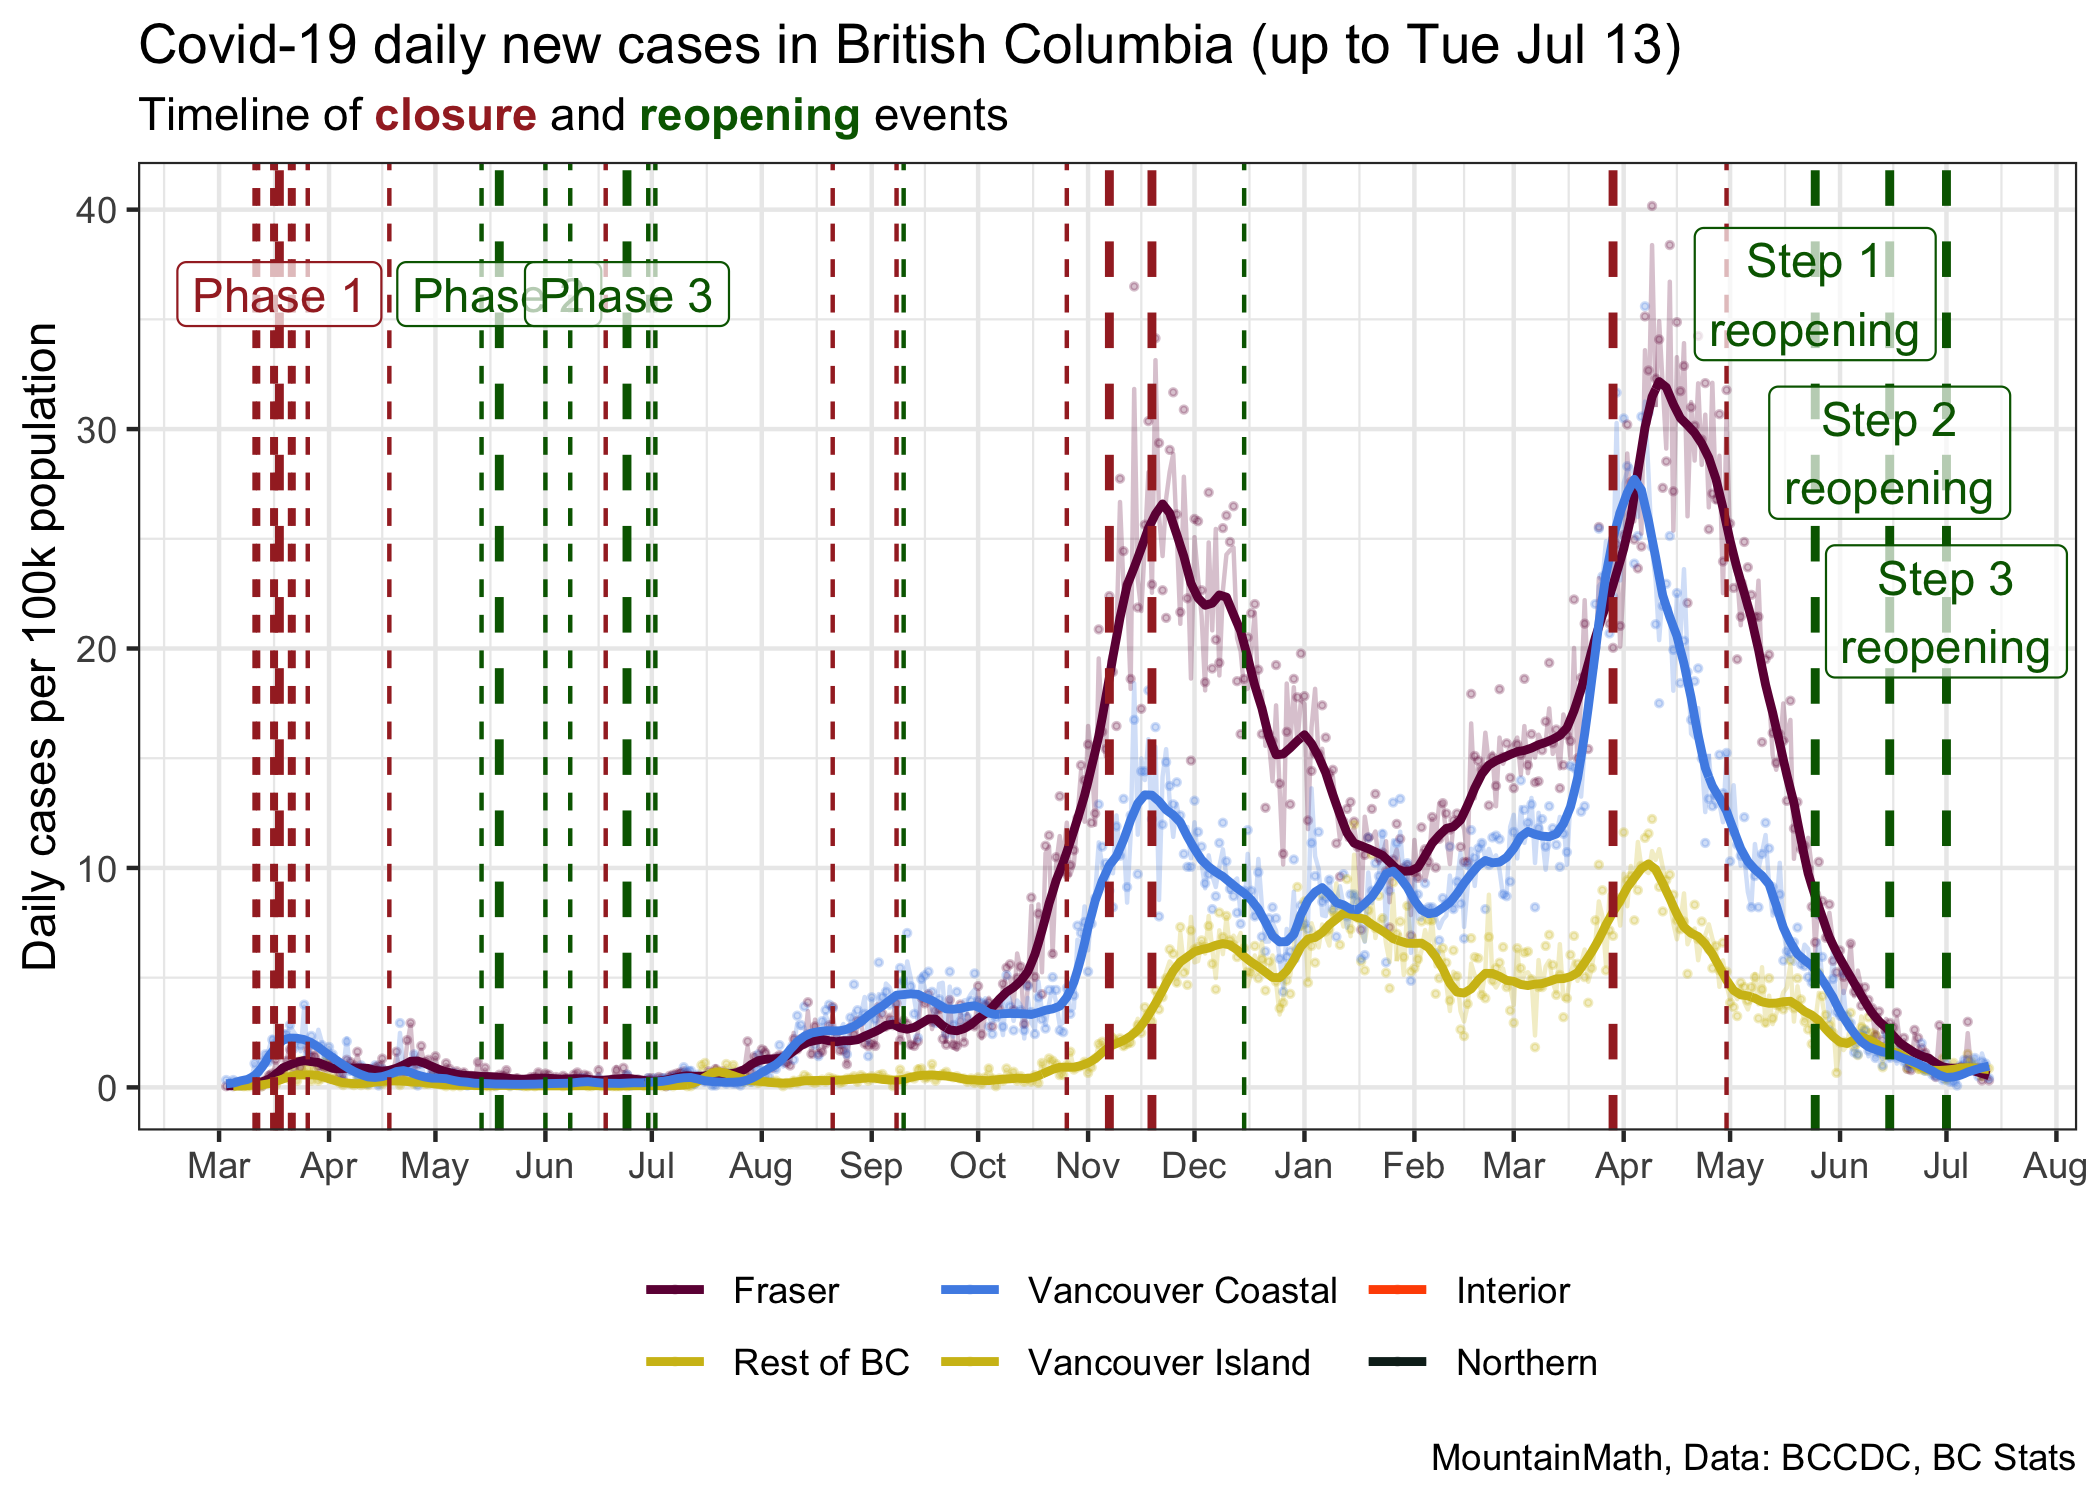 Covid-19 daily new cases in British Columbia (up to Tue Jul 13)
Timeline of closure and reopening events
Daily cases per 100k population
40
30
20
10
0
Phase 1
Phase 2
Phase 3
Step 1
reopening
Step 2
reopening
Step 3
reopening
Mar Apr May Jun Jul Aug Sep Oct Nov Dec Jan Feb Mar Apr May Jun Jul Aug
Fraser Vancouver Coastal Interior
Rest of BC Vancouver Island Northern
MountainMath, Data: BCCDC, BC Stats